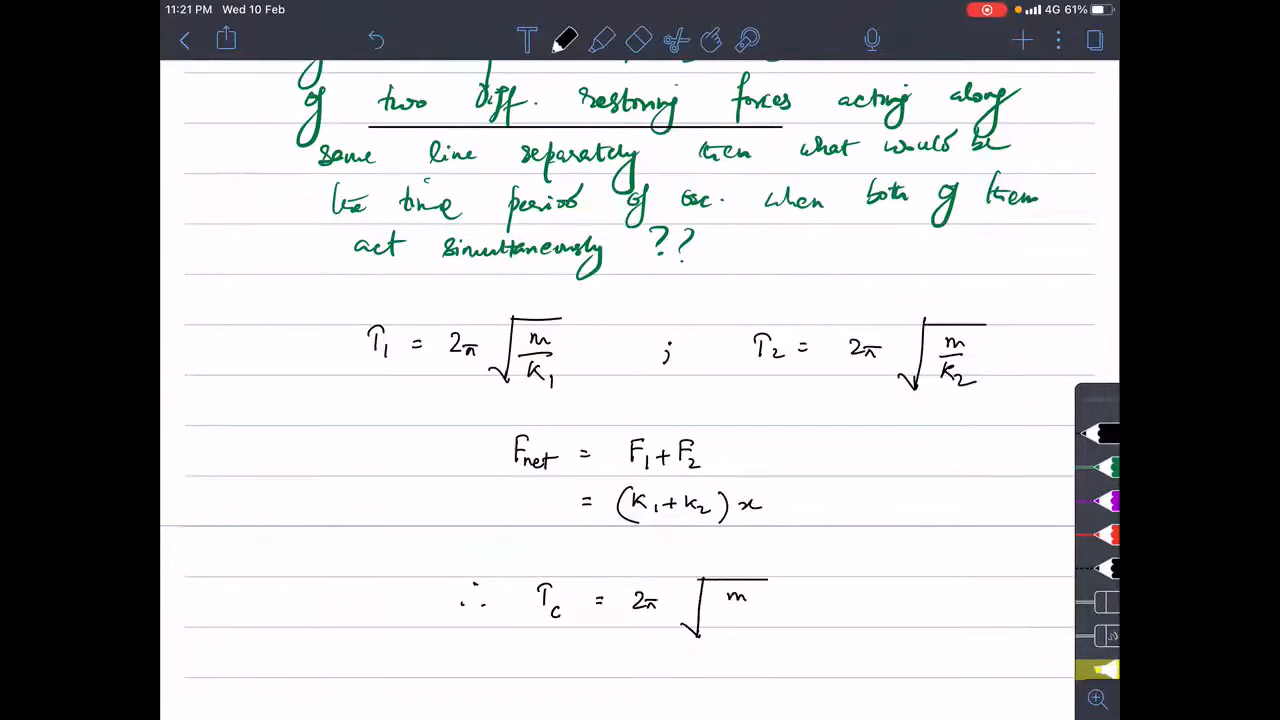 11:21 PM Wed 10 Feb 4G 61%
of two diff. restoring forces acting along
same line separately then what would be
the time period of osc. when both of them
act simultaneously ??
T₁ = 2π √(m/K₁) ; T₂ = 2π √(m/K₂)
Fnet = F₁ + F₂
= (K₁ + K₂) x
∴ Tc = 2π √m